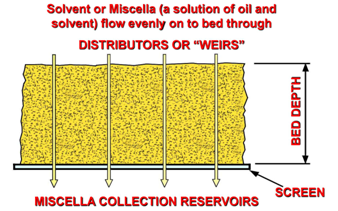 Solvent or Miscella (a solution of oil and
solvent) flow evenly on to bed through
DISTRIBUTORS OR “WEIRS”
BED DEPTH
SCREEN
MISCELLA COLLECTION RESERVOIRS